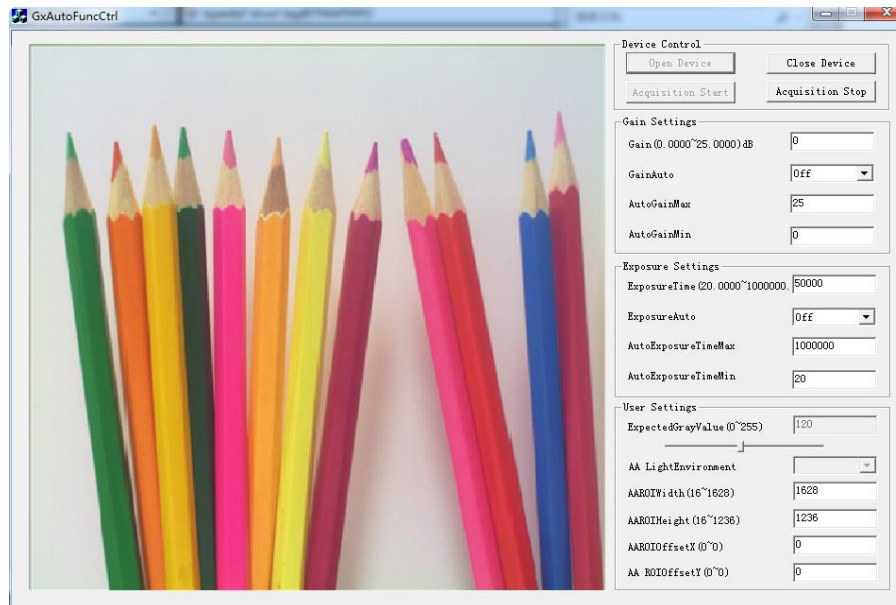 GxAutoFuncCtrl
Device Control
Open Device Close Device
Acquisition Start Acquisition Stop
Gain Settings
Gain(0.0000~25.0000)dB 0
GainAuto Off
AutoGainMax 25
AutoGainMin 0
Exposure Settings
ExposureTime(20.0000~1000000. 50000
ExposureAuto Off
AutoExposureTimeMax 1000000
AutoExposureTimeMin 20
User Settings
ExpectedGrayValue(0~255) 120
AA LightEnvironment
AAROIWidth(16~1628) 1628
AAROIHeight(16~1236) 1236
AAROIOffsetX(0~0) 0
AA ROIOffsetY(0~0) 0